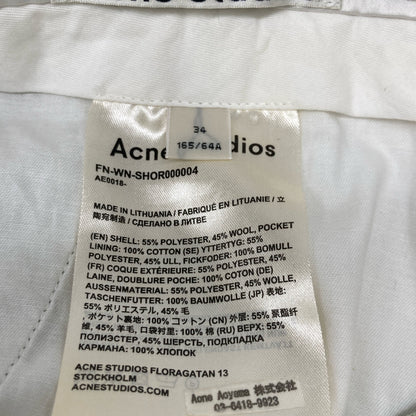 34
165/64A
Acne Studios
FN-WN-SHOR000004
AE0018-
MADE IN LITHUANIA / FABRIQUÉ EN LITUANIE / 立
陶宛制造 / СДЕЛАНО В ЛИТВЕ
(EN) SHELL: 55% POLYESTER, 45% WOOL, POCKET
LINING: 100% COTTON (SE) YTTERTYG: 55%
POLYESTER, 45% ULL, FICKFODER: 100% BOMULL
(FR) COQUE EXTÉRIEURE: 55% POLYESTER, 45%
LAINE, DOUBLURE POCHE: 100% COTON (DE)
AUSSENMATERIAL: 55% POLYESTER, 45% WOLLE,
TASCHENFUTTER: 100% BAUMWOLLE (JP) 表地:
55% ポリエステル, 45% 毛
, ポケット裏地: 100% コットン (CN) 外层: 55% 聚酯纤
维, 45% 羊毛, 口袋衬里: 100% 棉 (RU) ВЕРХ: 55%
ПОЛИЭСТЕР, 45% ШЕРСТЬ, ПОДКЛАДКА
КАРМАНА: 100% ХЛОПОК
ACNE STUDIOS FLORAGATAN 13
STOCKHOLM
ACNESTUDIOS.COM
Acne Aoyama 株式会社
03-6418-9923